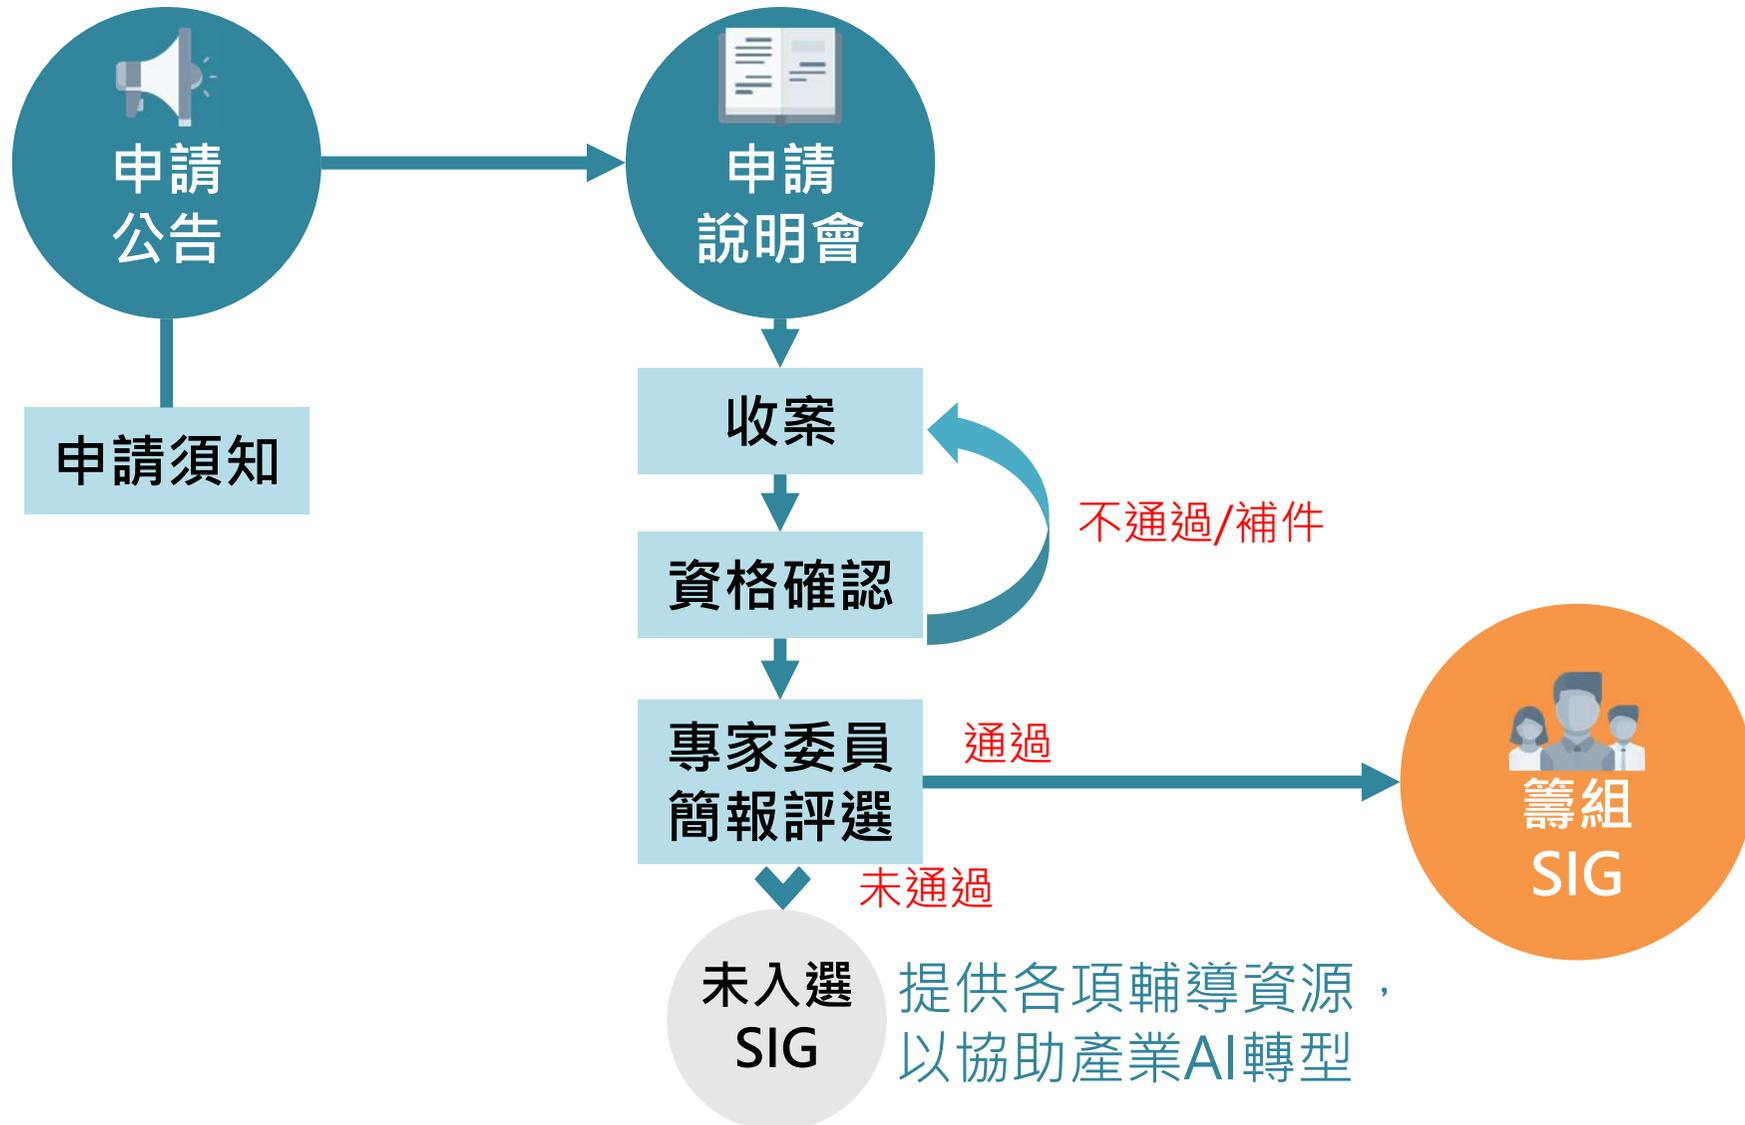 申請
公告
申請
說明會
申請須知
收案
不通過/補件
資格確認
專家委員
簡報評選
通過
籌組
SIG
未通過
未入選
SIG
提供各項輔導資源，
以協助產業AI轉型